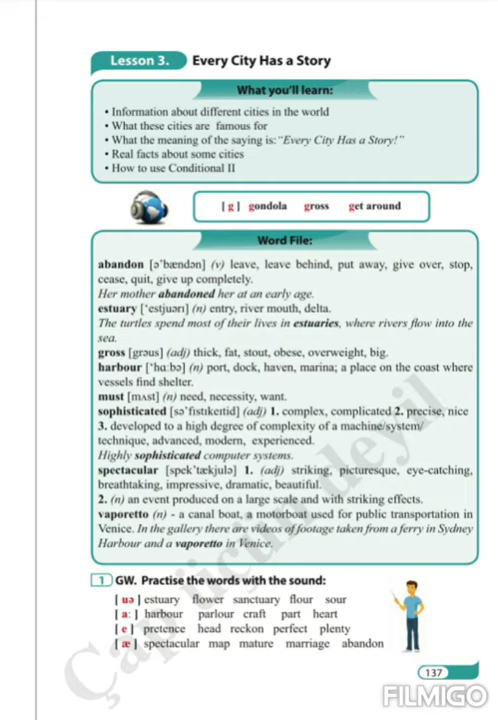 Lesson 3. Every City Has a Story
What you'll learn:
• Information about different cities in the world
• What these cities are famous for
• What the meaning of the saying is: "Every City Has a Story!"
• Real facts about some cities
• How to use Conditional II
[ g ] gondola gross get around
Word File:
abandon [ə'bændən] (v) leave, leave behind, put away, give over, stop,
cease, quit, give up completely.
Her mother abandoned her at an early age.
estuary ['estjuərı] (n) entry, river mouth, delta.
The turtles spend most of their lives in estuaries, where rivers flow into the
sea.
gross [grəus] (adj) thick, fat, stout, obese, overweight, big.
harbour ['ha:bə] (n) port, dock, haven, marina; a place on the coast where
vessels find shelter.
must [mʌst] (n) need, necessity, want.
sophisticated [sə'fıstıkeıtıd] (adj) 1. complex, complicated 2. precise, nice
3. developed to a high degree of complexity of a machine/system/
technique, advanced, modern, experienced.
Highly sophisticated computer systems.
spectacular [spek'tækjulə] 1. (adj) striking, picturesque, eye-catching,
breathtaking, impressive, dramatic, beautiful.
2. (n) an event produced on a large scale and with striking effects.
vaporetto (n) - a canal boat, a motorboat used for public transportation in
Venice. In the gallery there are videos of footage taken from a ferry in Sydney
Harbour and a vaporetto in Venice.
1 GW. Practise the words with the sound:
[ uə ] estuary flower sanctuary flour sour
[ a: ] harbour parlour craft part heart
[ e ] pretence head reckon perfect plenty
[ æ ] spectacular map mature marriage abandon
137
Çap üçün deyil
FILMIGO